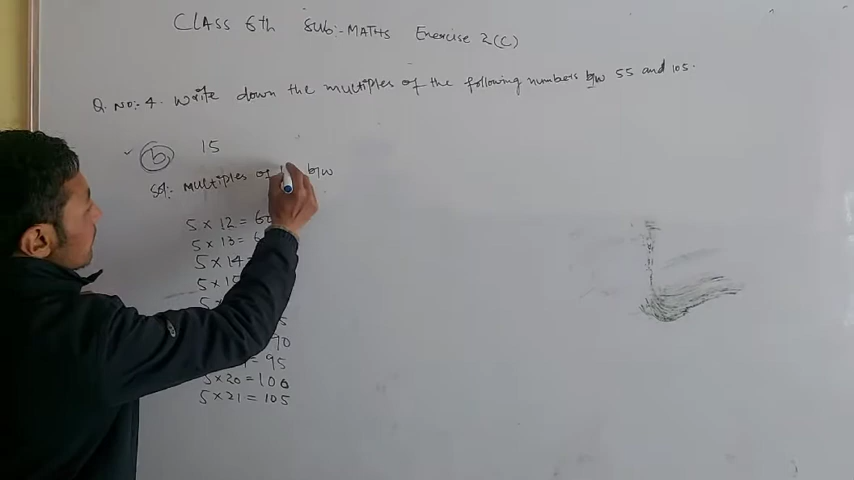 CLASS 6th Sub:- MATHS Exercise 2(C)
Q. NO:- 4. Write down the multiples of the following numbers b/w 55 and 105.
(b) 15
Sol: Multiples of b/w
5 × 12 = 60
5 × 13 =
5 × 14 =
5 ×
5
70
= 95
5 × 20 = 100
5 × 21 = 105